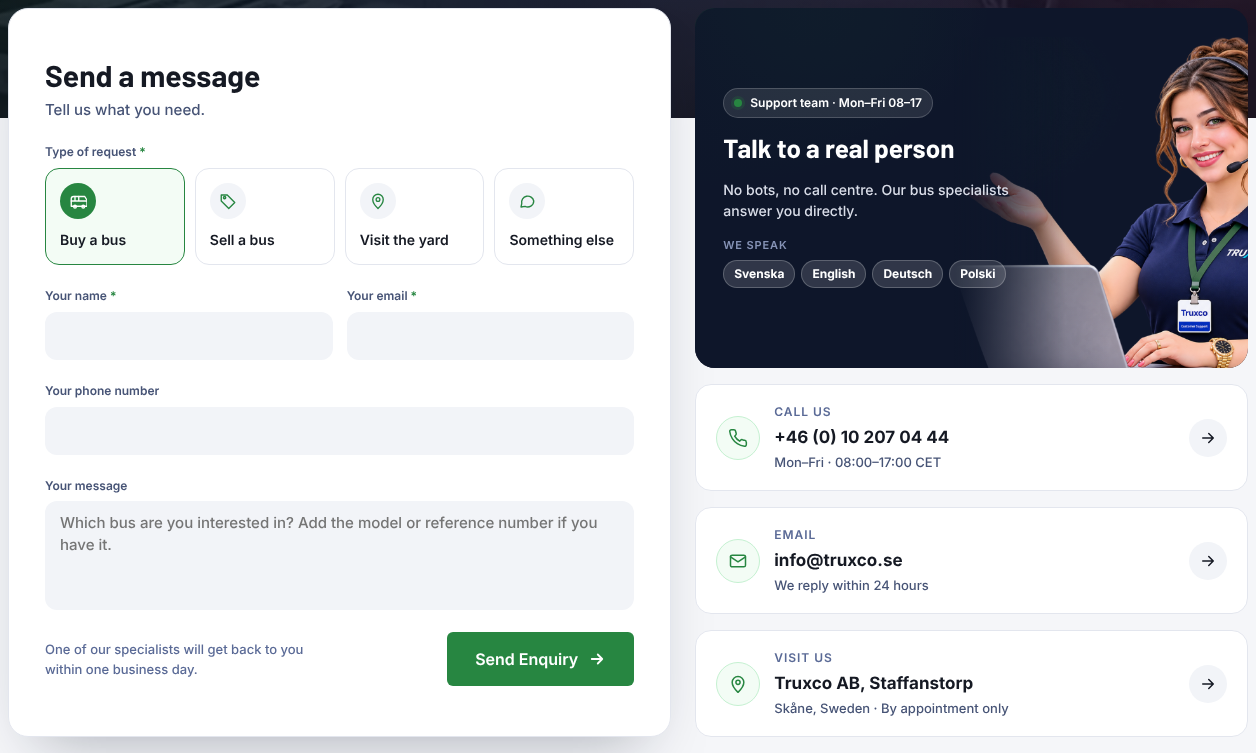 Send a message
Tell us what you need.
Type of request *
Buy a bus
Sell a bus
Visit the yard
Something else
Your name *
Your email *
Your phone number
Your message
Which bus are you interested in? Add the model or reference number if you
have it.
One of our specialists will get back to you
within one business day.
Send Enquiry
Support team · Mon–Fri 08–17
Talk to a real person
No bots, no call centre. Our bus specialists
answer you directly.
WE SPEAK
Svenska
English
Deutsch
Polski
TRU
Truxco
Customer Support
CALL US
+46 (0) 10 207 04 44
Mon–Fri · 08:00–17:00 CET
EMAIL
info@truxco.se
We reply within 24 hours
VISIT US
Truxco AB, Staffanstorp
Skåne, Sweden · By appointment only